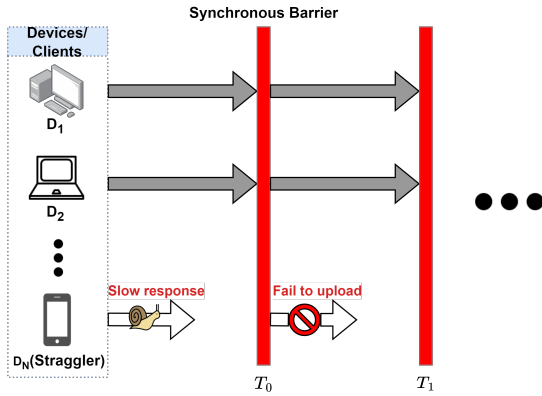 Synchronous Barrier
Devices/
Clients
D1
D2
Slow response
Fail to upload
DN(Straggler)
T0
T1